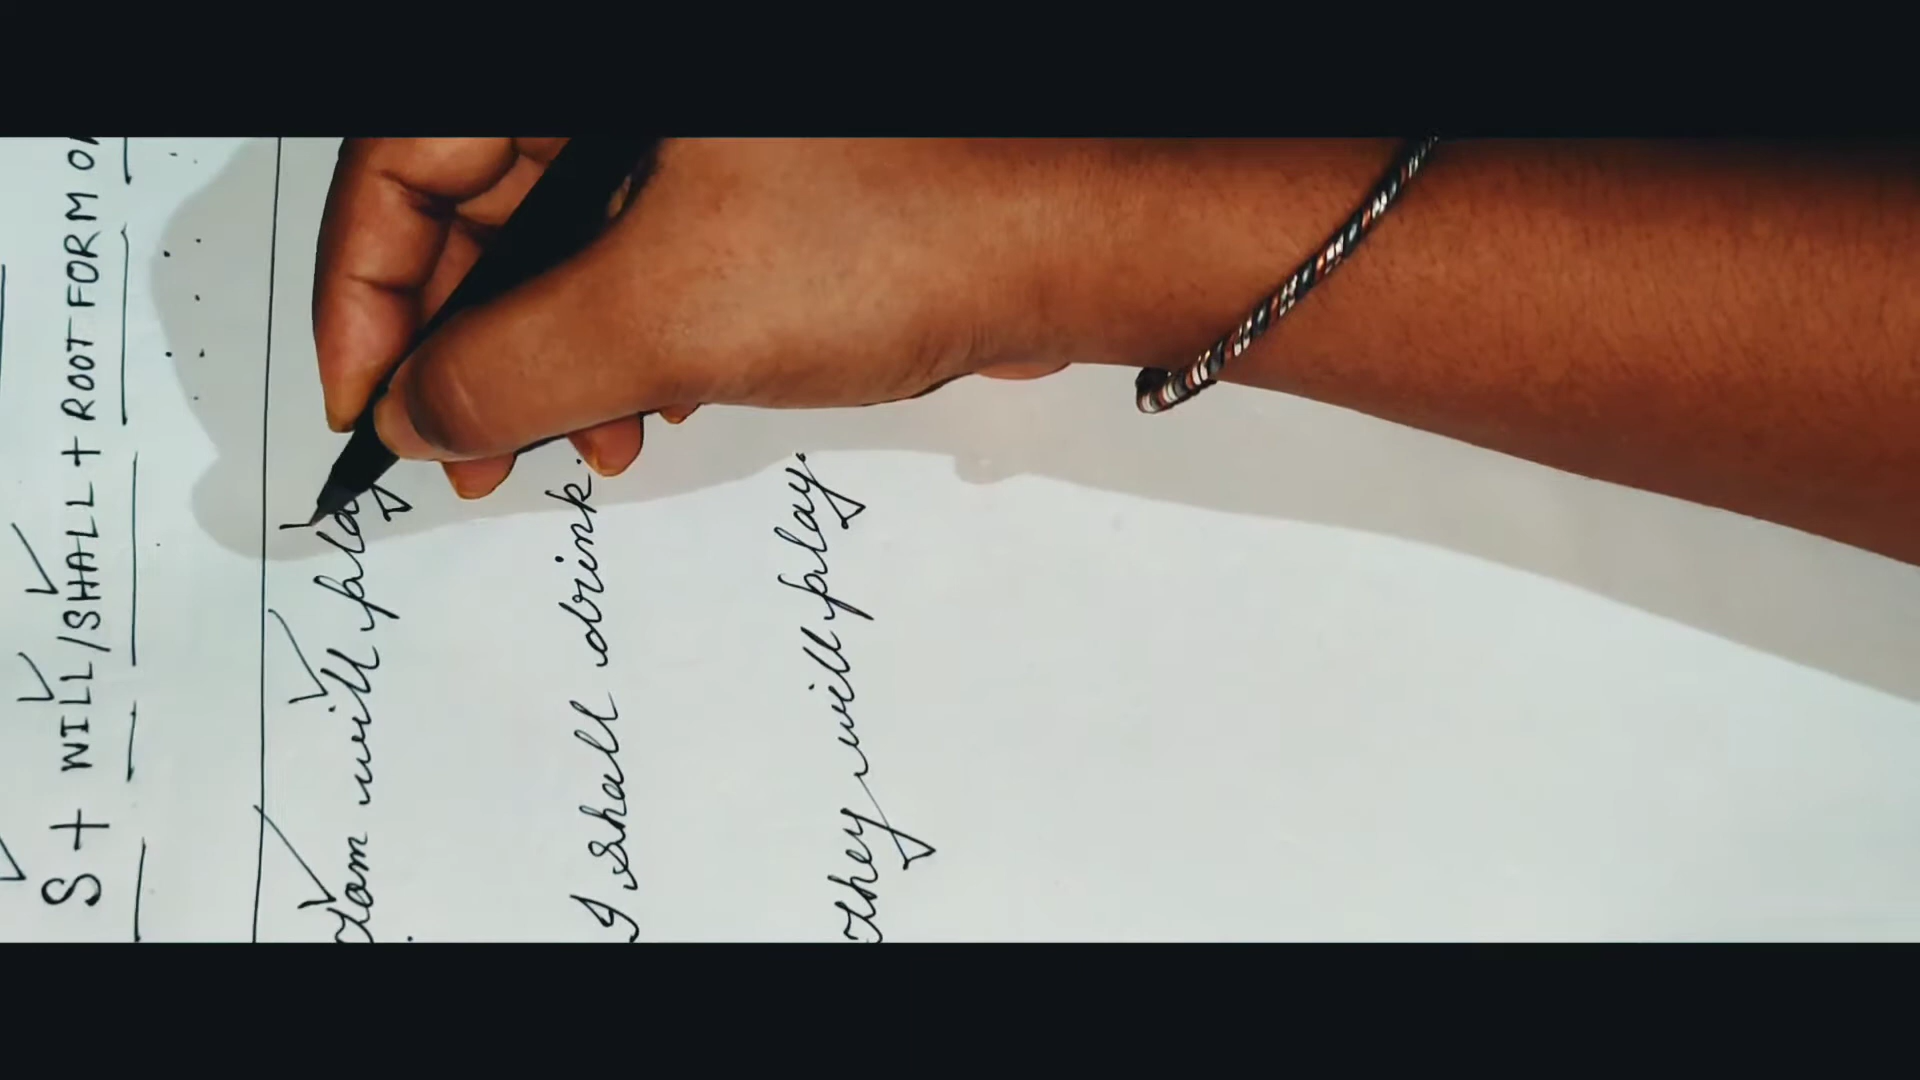 S + WILL/SHALL + ROOT FORM O
Tom will play
I shall drink.
They will play.